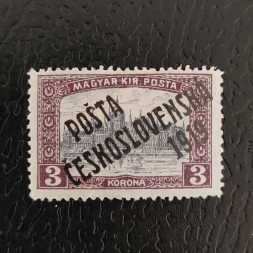 MAGYAR KIR. POSTA
POŠTA
ČESKOSLOVENSKÁ
1919
3 KORONA 3